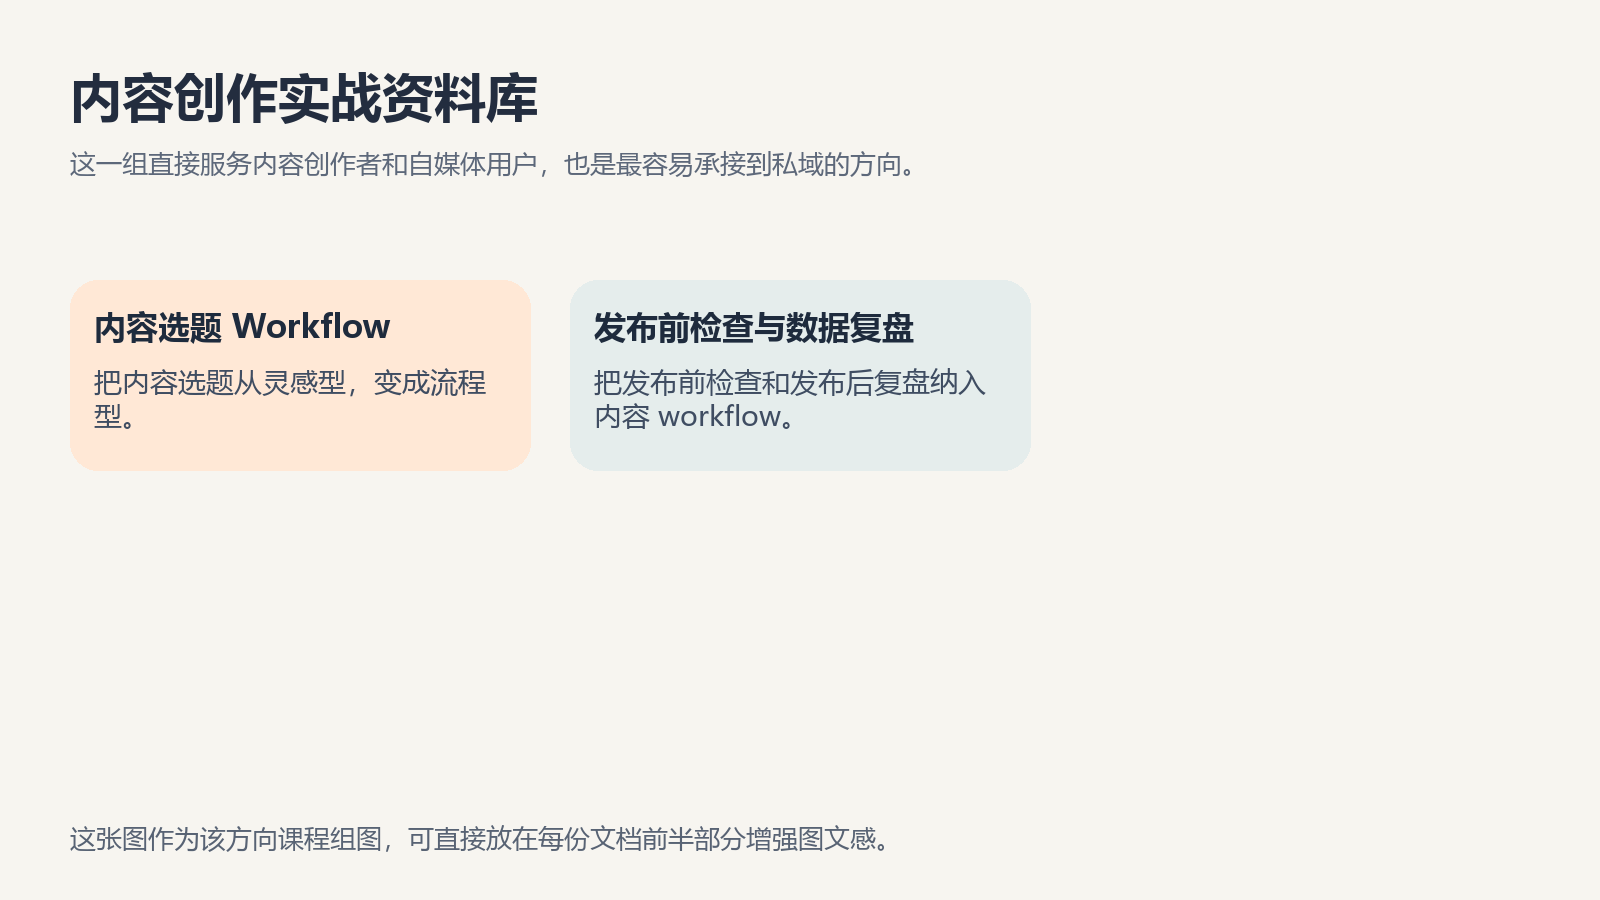 内容创作实战资料库
这一组直接服务内容创作者和自媒体用户，也是最容易承接到私域的方向。
内容选题 Workflow
把内容选题从灵感型，变成流程
型。
发布前检查与数据复盘
把发布前检查和发布后复盘纳入
内容 workflow。
这张图作为该方向课程组图，可直接放在每份文档前半部分增强图文感。